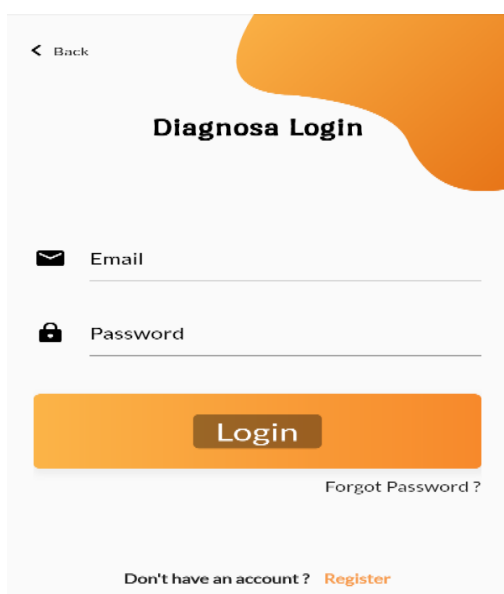 Back
Diagnosa Login
Email
Password
Login
Forgot Password ?
Don't have an account ? Register